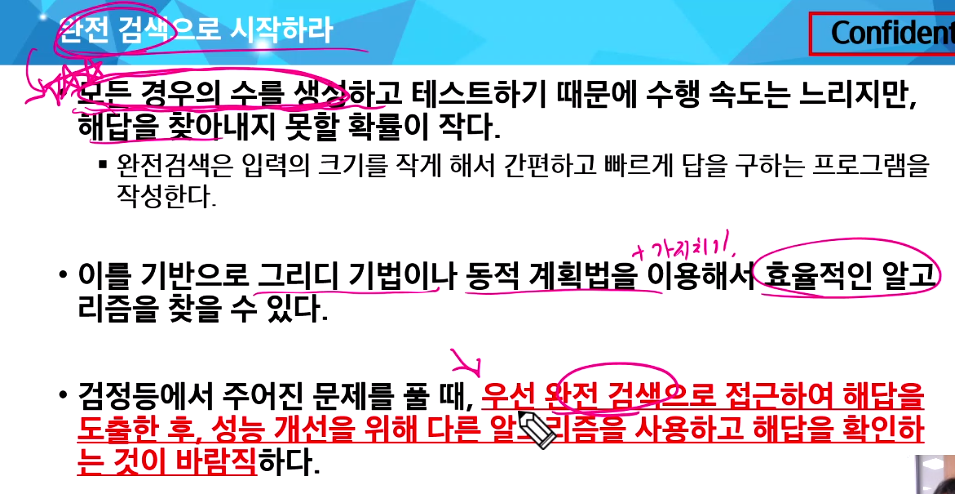 완전 검색으로 시작하라
Confident
모든 경우의 수를 생성하고 테스트하기 때문에 수행 속도는 느리지만,
해답을 찾아내지 못할 확률이 작다.
▪ 완전검색은 입력의 크기를 작게 해서 간편하고 빠르게 답을 구하는 프로그램을
작성한다.
+ 가지치기.
• 이를 기반으로 그리디 기법이나 동적 계획법을 이용해서 효율적인 알고
리즘을 찾을 수 있다.
• 검정등에서 주어진 문제를 풀 때, 우선 완전 검색으로 접근하여 해답을
도출한 후, 성능 개선을 위해 다른 알고리즘을 사용하고 해답을 확인하
는 것이 바람직하다.